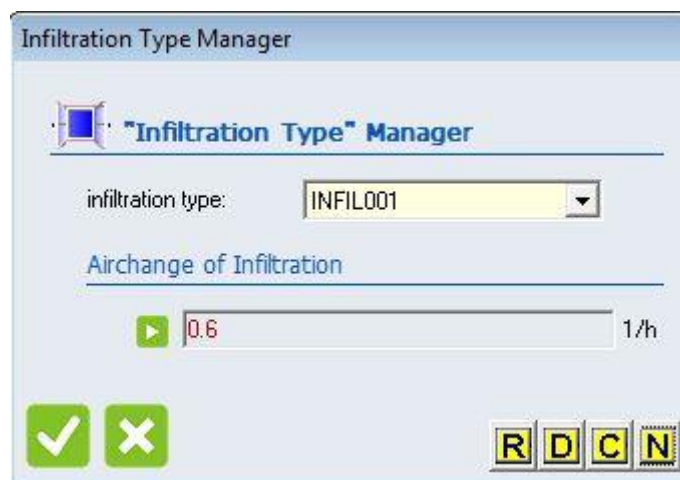 Infiltration Type Manager
"Infiltration Type" Manager
infiltration type: INFIL001
Airchange of Infiltration
0.6 1/h
R D C N